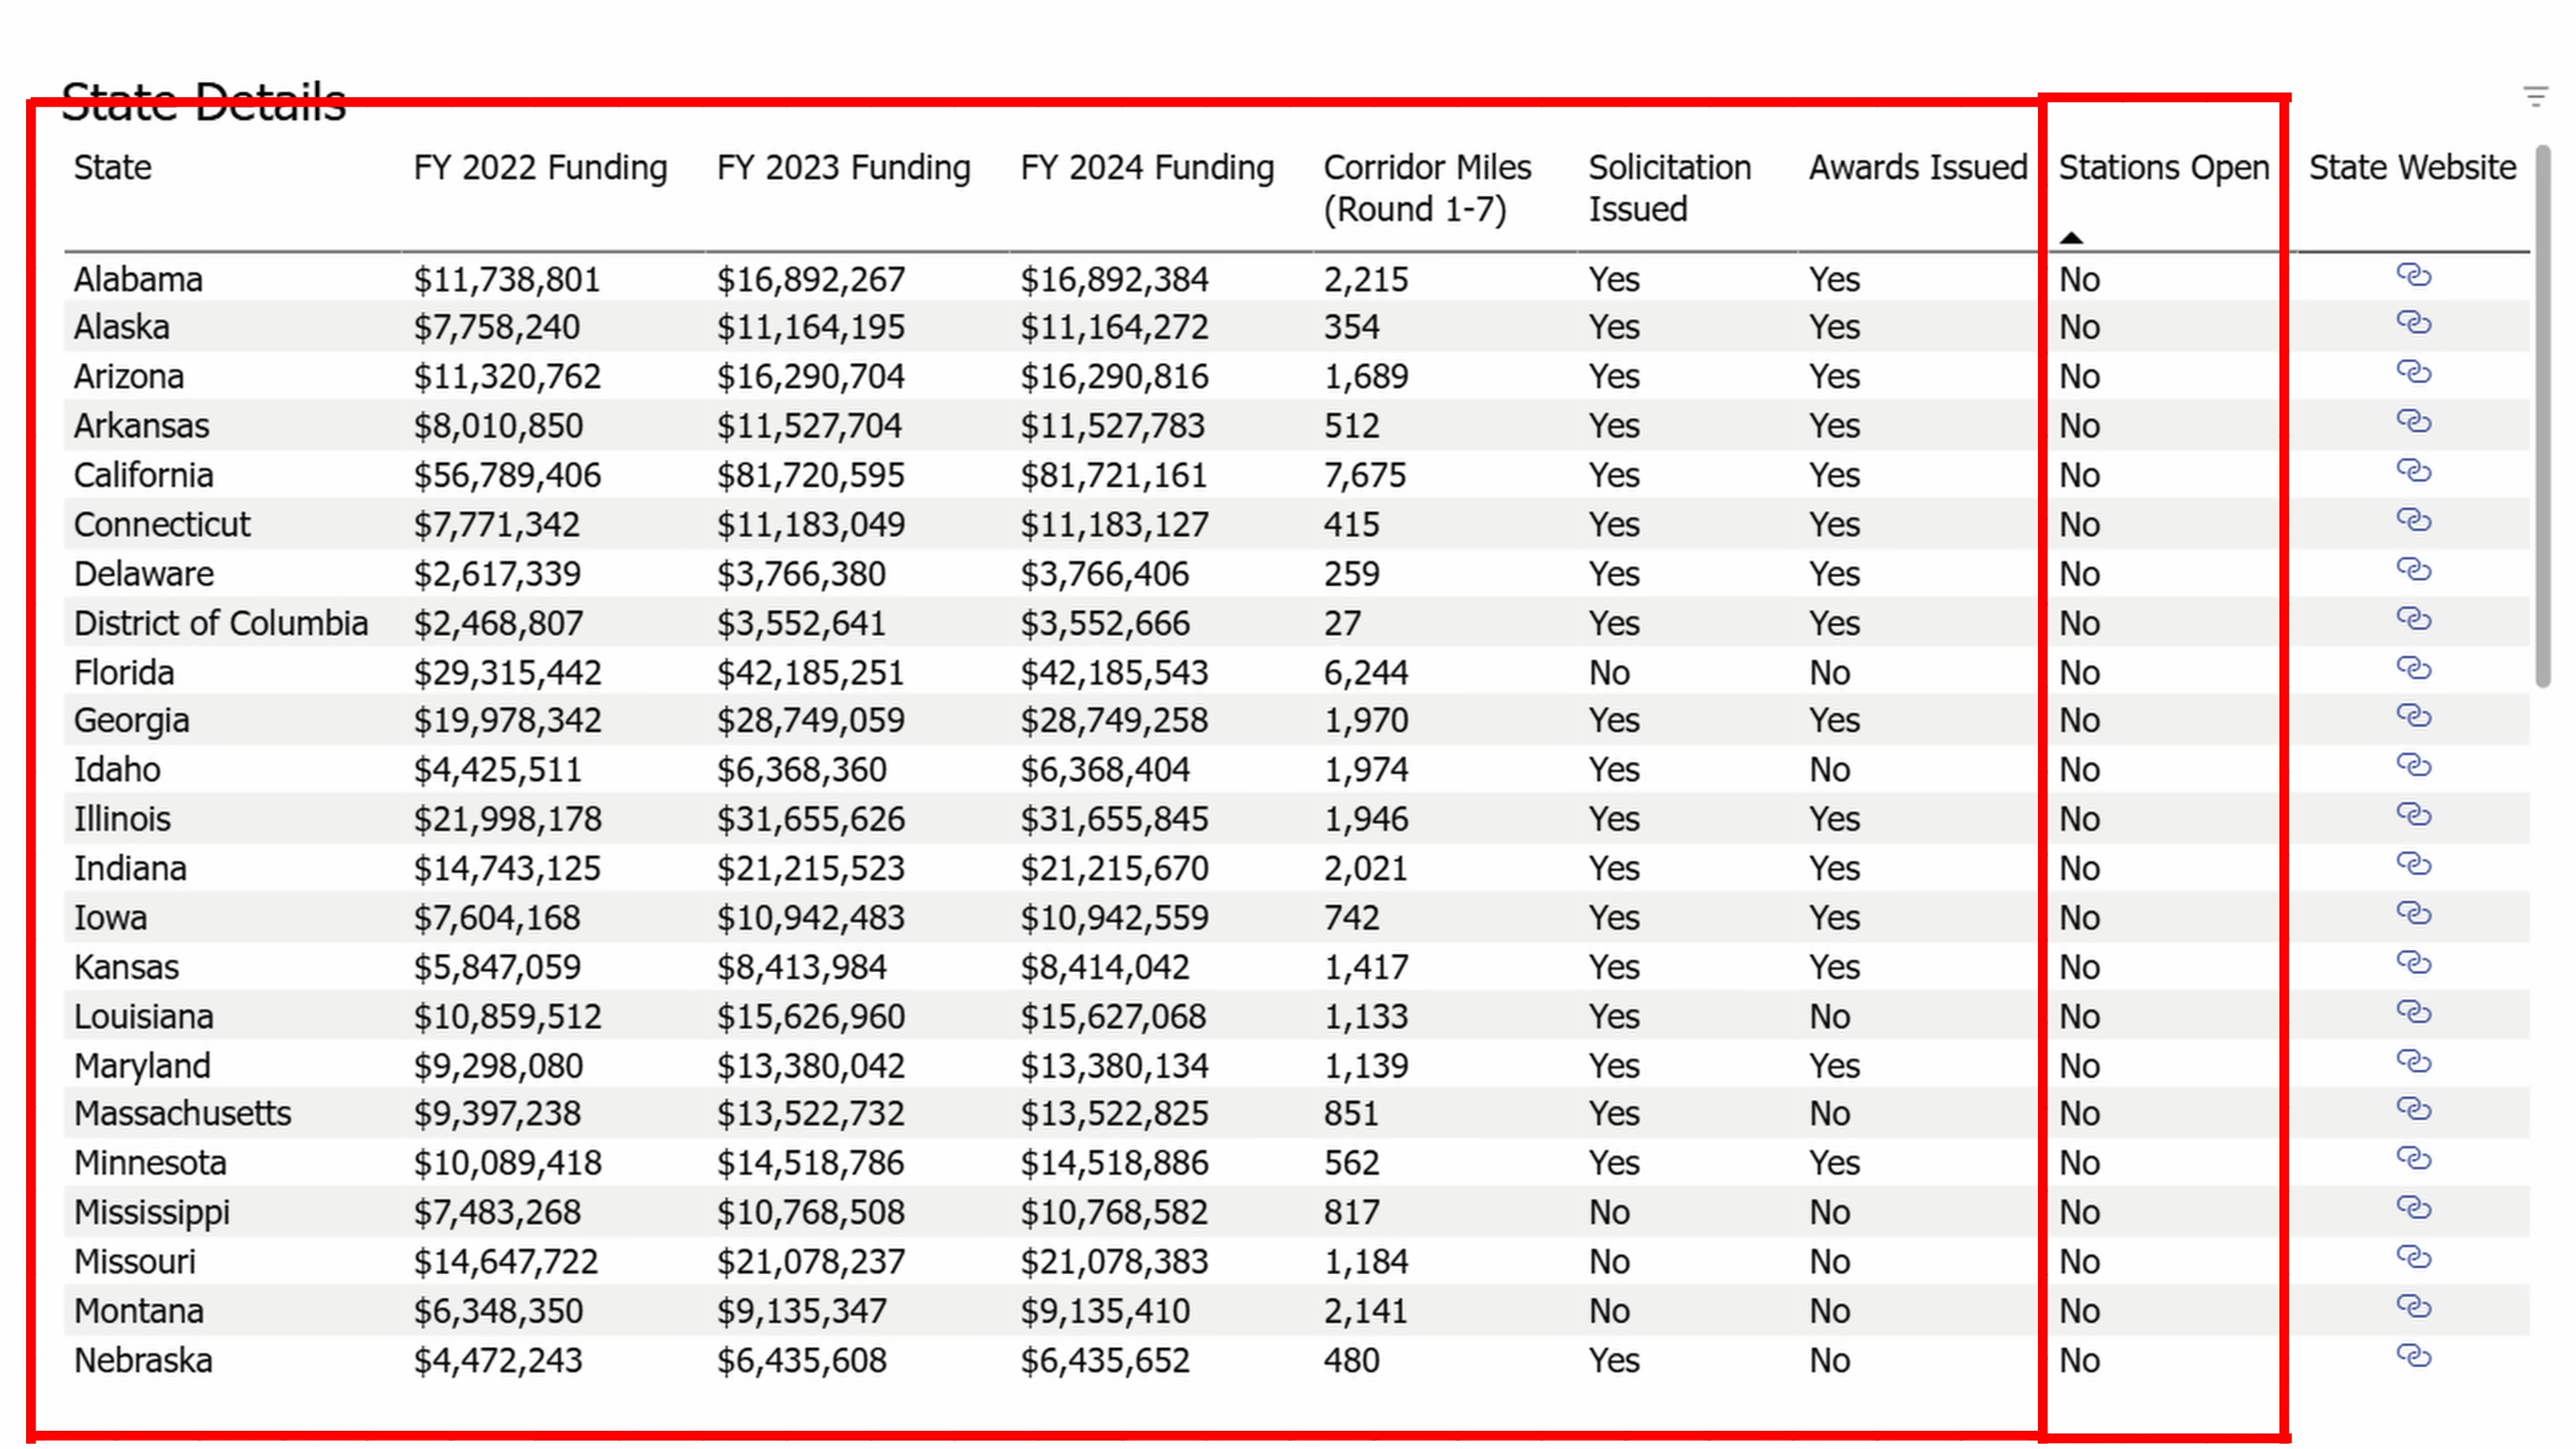 State Details
State FY 2022 Funding FY 2023 Funding FY 2024 Funding Corridor Miles (Round 1-7) Solicitation Issued Awards Issued Stations Open State Website
Alabama $11,738,801 $16,892,267 $16,892,384 2,215 Yes Yes No
Alaska $7,758,240 $11,164,195 $11,164,272 354 Yes Yes No
Arizona $11,320,762 $16,290,704 $16,290,816 1,689 Yes Yes No
Arkansas $8,010,850 $11,527,704 $11,527,783 512 Yes Yes No
California $56,789,406 $81,720,595 $81,721,161 7,675 Yes Yes No
Connecticut $7,771,342 $11,183,049 $11,183,127 415 Yes Yes No
Delaware $2,617,339 $3,766,380 $3,766,406 259 Yes Yes No
District of Columbia $2,468,807 $3,552,641 $3,552,666 27 Yes Yes No
Florida $29,315,442 $42,185,251 $42,185,543 6,244 No No No
Georgia $19,978,342 $28,749,059 $28,749,258 1,970 Yes Yes No
Idaho $4,425,511 $6,368,360 $6,368,404 1,974 Yes No No
Illinois $21,998,178 $31,655,626 $31,655,845 1,946 Yes Yes No
Indiana $14,743,125 $21,215,523 $21,215,670 2,021 Yes Yes No
Iowa $7,604,168 $10,942,483 $10,942,559 742 Yes Yes No
Kansas $5,847,059 $8,413,984 $8,414,042 1,417 Yes Yes No
Louisiana $10,859,512 $15,626,960 $15,627,068 1,133 Yes No No
Maryland $9,298,080 $13,380,042 $13,380,134 1,139 Yes Yes No
Massachusetts $9,397,238 $13,522,732 $13,522,825 851 Yes No No
Minnesota $10,089,418 $14,518,786 $14,518,886 562 Yes Yes No
Mississippi $7,483,268 $10,768,508 $10,768,582 817 No No No
Missouri $14,647,722 $21,078,237 $21,078,383 1,184 No No No
Montana $6,348,350 $9,135,347 $9,135,410 2,141 No No No
Nebraska $4,472,243 $6,435,608 $6,435,652 480 Yes No No